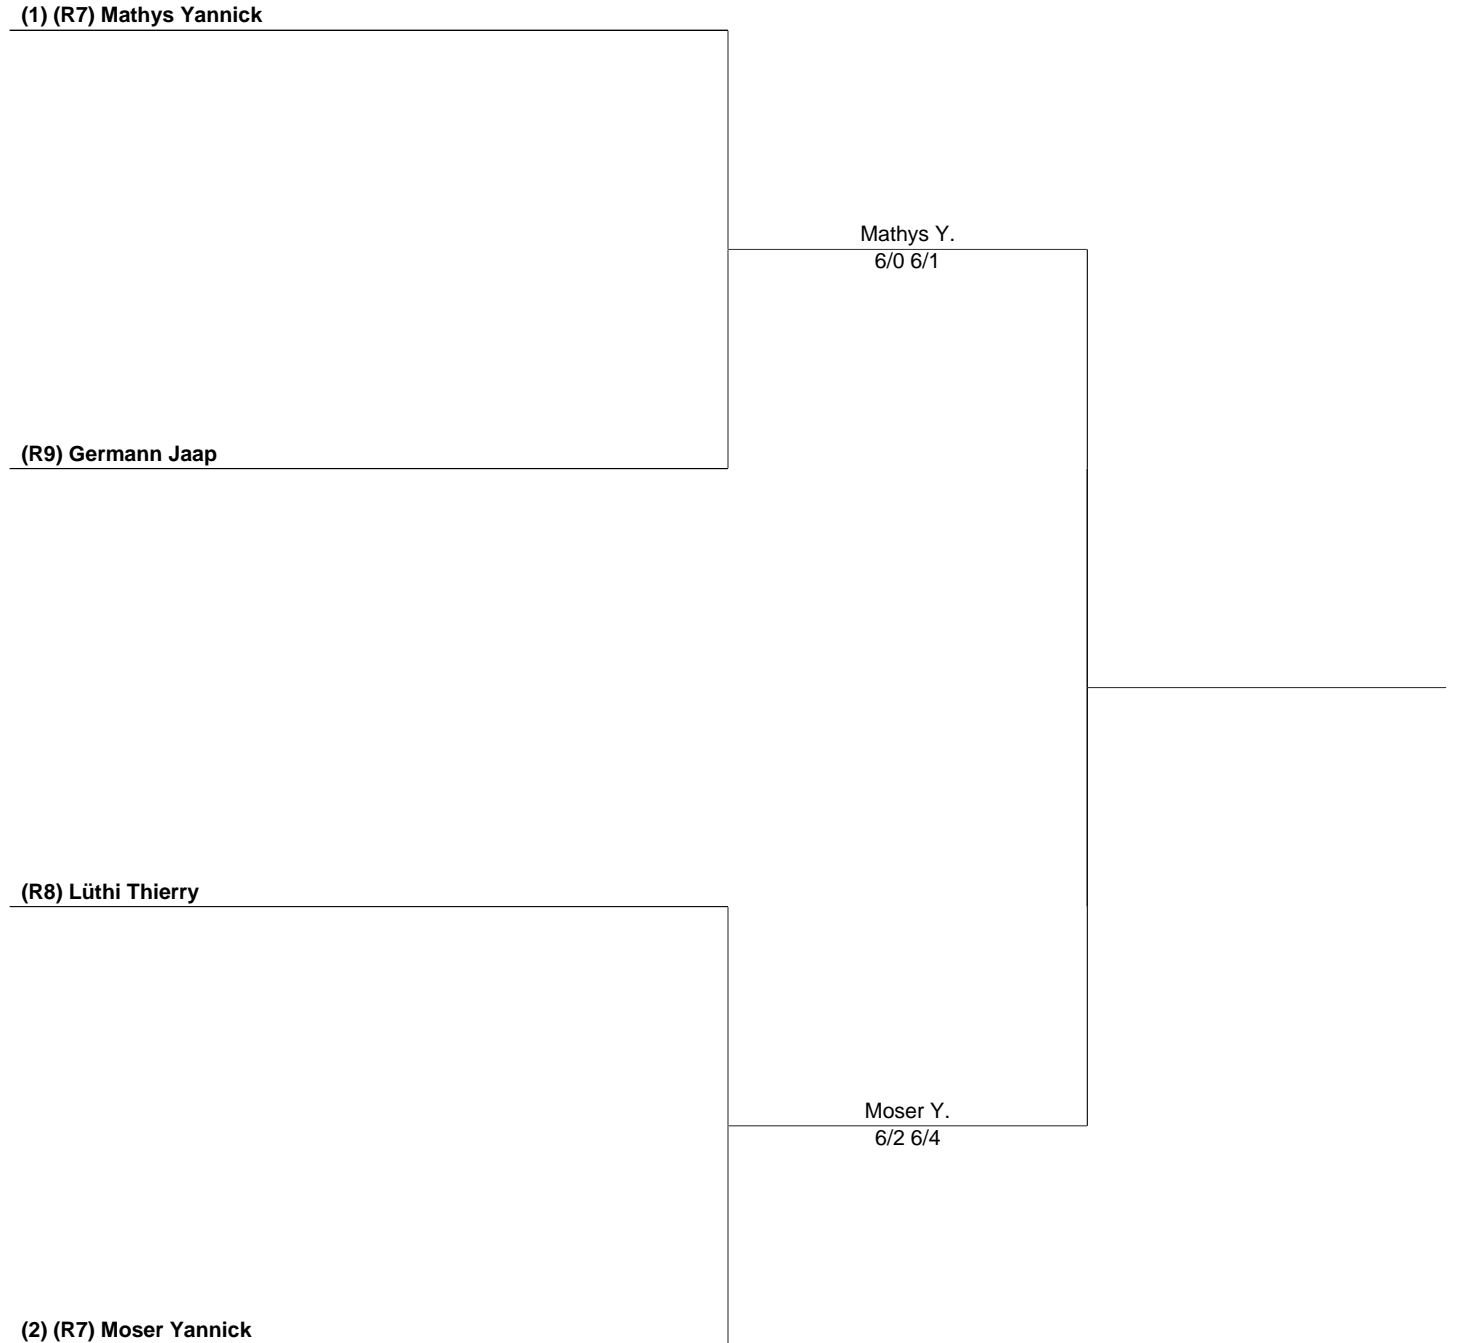 (1) (R7) Mathys Yannick
Mathys Y.
6/0 6/1
(R9) Germann Jaap
(R8) Lüthi Thierry
Moser Y.
6/2 6/4
(2) (R7) Moser Yannick